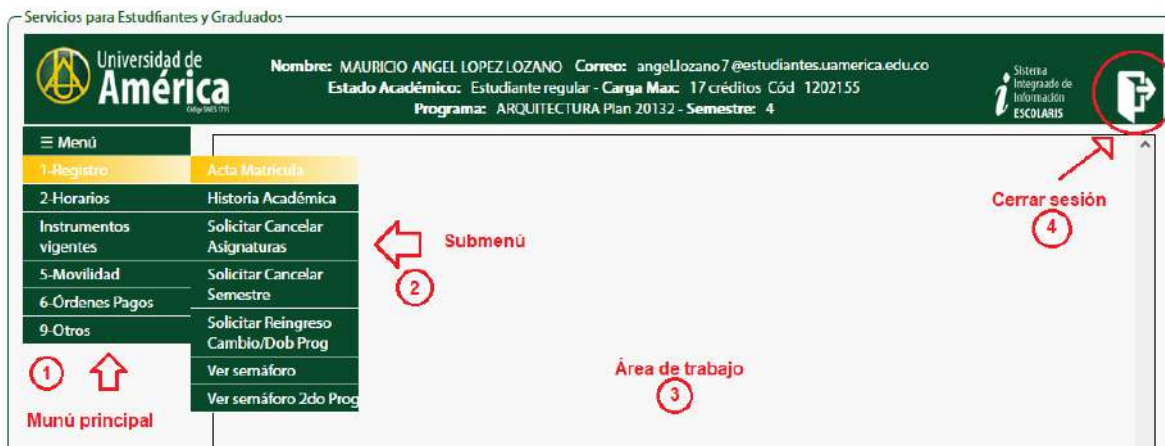 Servicios para Estudfiantes y Graduados
Universidad de
América
Nombre: MAURICIO ANGEL LOPEZ LOZANO Correo: angel.lozano7@estudiantes.uamerica.edu.co
Estado Académico: Estudiante regular - Carga Max: 17 créditos Cód 1202155
Programa: ARQUITECTURA Plan 20132 - Semestre: 4
Sistema
Integrado de
Información
ESCOLARIS
☰ Menú
1-Registro
2-Horarios
Instrumentos
vigentes
5-Movilidad
6-Órdenes Pagos
9-Otros
Acta Matrícula
Historia Académica
Solicitar Cancelar
Asignaturas
Solicitar Cancelar
Semestre
Solicitar Reingreso
Cambio/Dob Prog
Ver semáforo
Ver semáforo 2do Prog
Submenú
2
Cerrar sesión
4
Área de trabajo
3
1
Munú principal